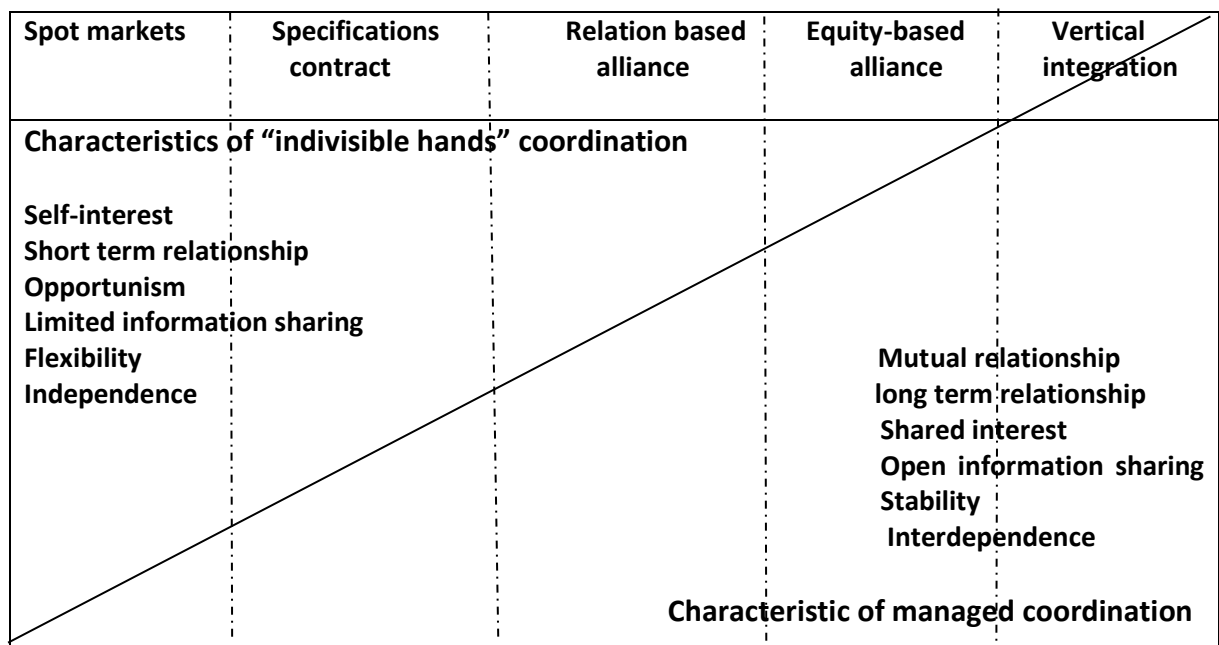 Spot markets Specifications contract Relation based alliance Equity-based alliance Vertical integration
Characteristics of “indivisible hands” coordination
Self-interest
Short term relationship
Opportunism
Limited information sharing
Flexibility
Independence
Mutual relationship
long term relationship
Shared interest
Open information sharing
Stability
Interdependence
Characteristic of managed coordination